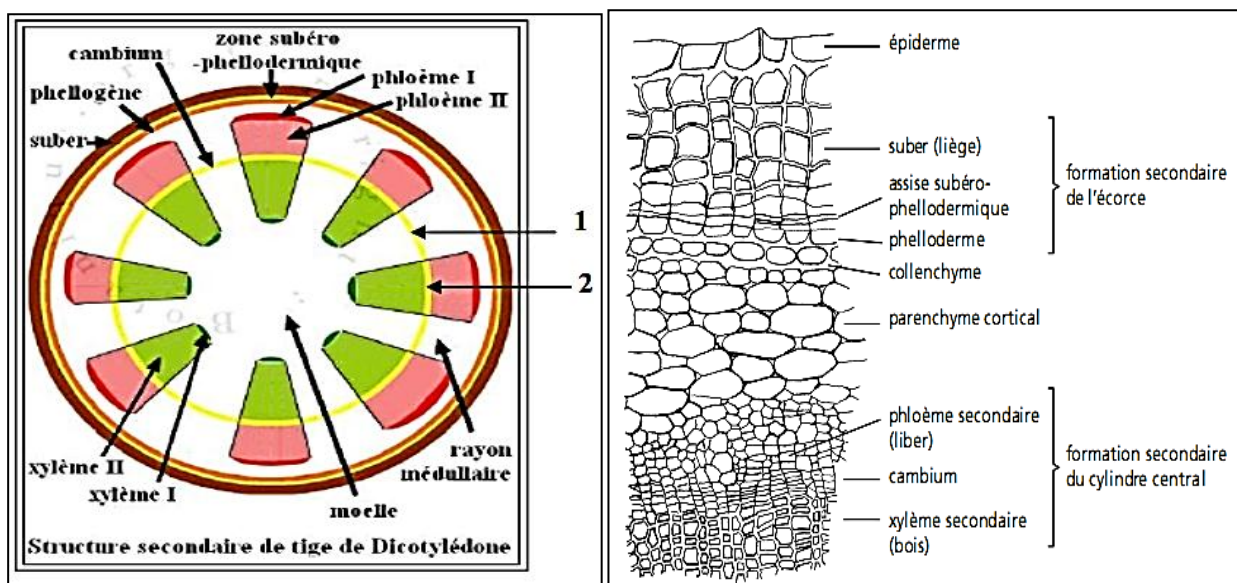 zone subéro
-phellodermique
cambium
phloème I
phloème II
phellogène
suber
1
2
rayon
médullaire
xylème II
xylème I
moelle
Structure secondaire de tige de Dicotylédone
épiderme
suber (liège)
assise subéro-
phellodermique
phelloderme
formation secondaire
de l'écorce
collenchyme
parenchyme cortical
phloème secondaire
(liber)
cambium
xylème secondaire
(bois)
formation secondaire
du cylindre central